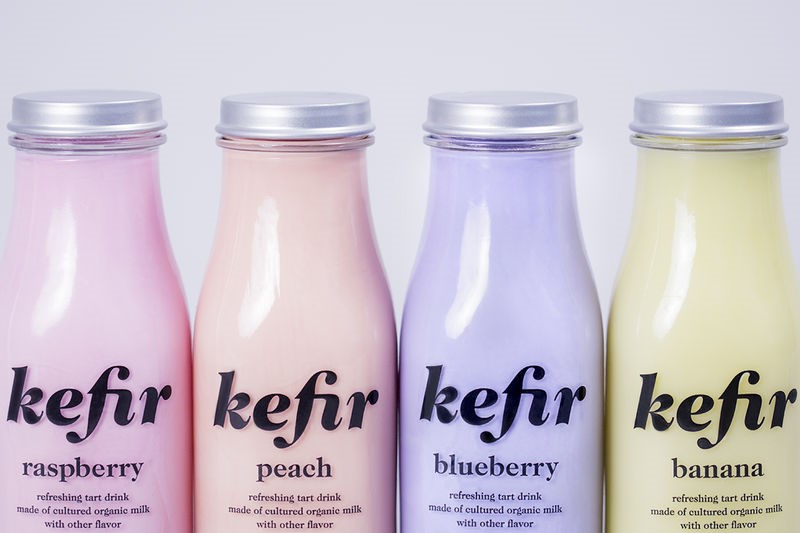 kefir
raspberry
refreshing tart drink
made of cultured organic milk
with other flavor
kefir
peach
refreshing tart drink
made of cultured organic milk
with other flavor
kefir
blueberry
refreshing tart drink
made of cultured organic milk
with other flavor
kefir
banana
refreshing tart drink
made of cultured organic milk
with other flavor